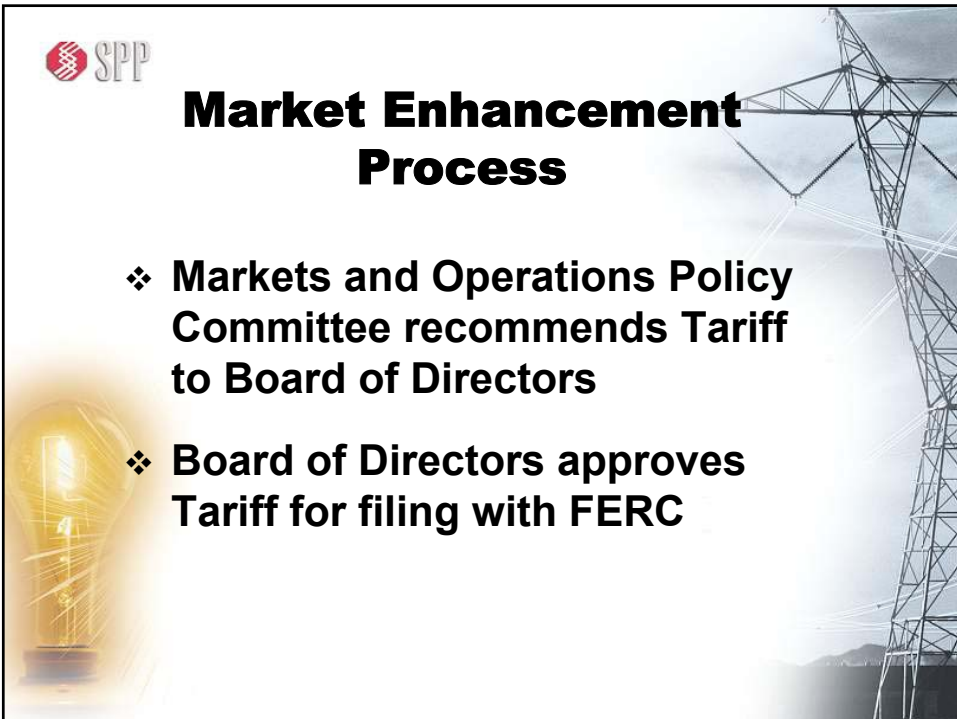 SPP
Market Enhancement
Process
❖ Markets and Operations Policy
Committee recommends Tariff
to Board of Directors
❖ Board of Directors approves
Tariff for filing with FERC